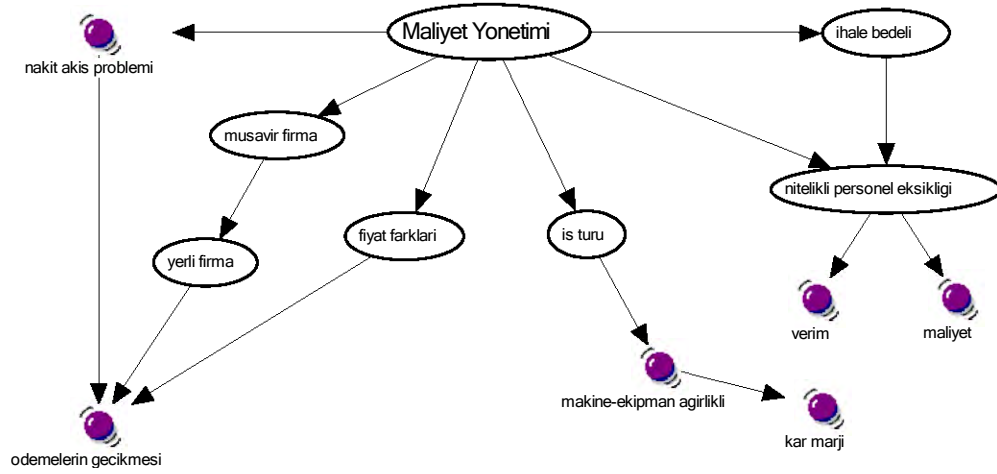 Maliyet Yonetimi
ihale bedeli
nakit akis problemi
musavir firma
nitelikli personel eksikligi
fiyat farklari
is turu
yerli firma
verim
maliyet
makine-ekipman agirlikli
kar marji
odemelerin gecikmesi